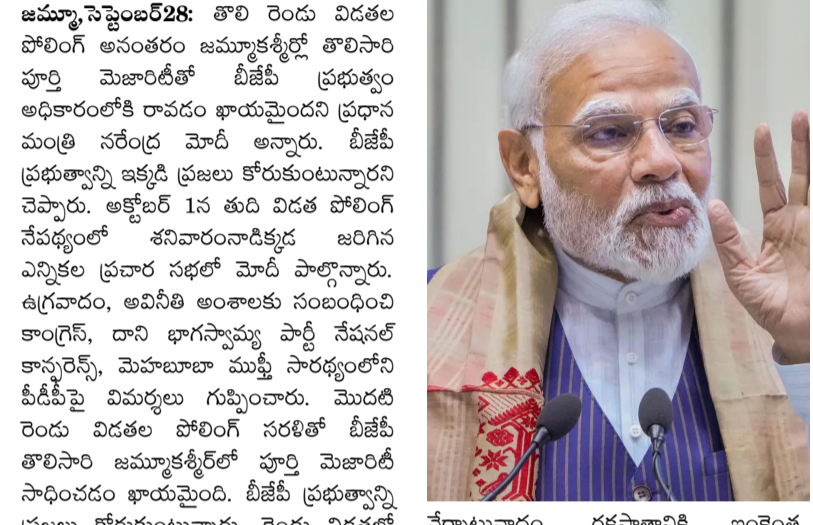 జమ్మూ,సెప్టెంబర్28: తొలి రెండు విడతల
పోలింగ్ అనంతరం జమ్మూకశ్మీర్లో తొలిసారి
పూర్తి మెజారిటీతో బీజేపీ ప్రభుత్వం
అధికారంలోకి రావడం ఖాయమైందని ప్రధాన
మంత్రి నరేంద్ర మోదీ అన్నారు. బీజేపీ
ప్రభుత్వాన్ని ఇక్కడి ప్రజలు కోరుకుంటున్నారని
చెప్పారు. అక్టోబర్ 1న తుది విడత పోలింగ్
నేపథ్యంలో శనివారంనాడిక్కడ జరిగిన
ఎన్నికల ప్రచార సభలో మోదీ పాల్గొన్నారు.
ఉగ్రవాదం, అవినీతి అంశాలకు సంబంధించి
కాంగ్రెస్, దాని భాగస్వామ్య పార్టీ నేషనల్
కాన్ఫరెన్స్, మెహబూబా ముఫ్తీ సారథ్యంలోని
పీడీపీపై విమర్శలు గుప్పించారు. మొదటి
రెండు విడతల పోలింగ్ సరళితో బీజేపీ
తొలిసారి జమ్మూకశ్మీర్‌లో పూర్తి మెజారిటీ
సాధించడం ఖాయమైంది. బీజేపీ ప్రభుత్వాన్ని